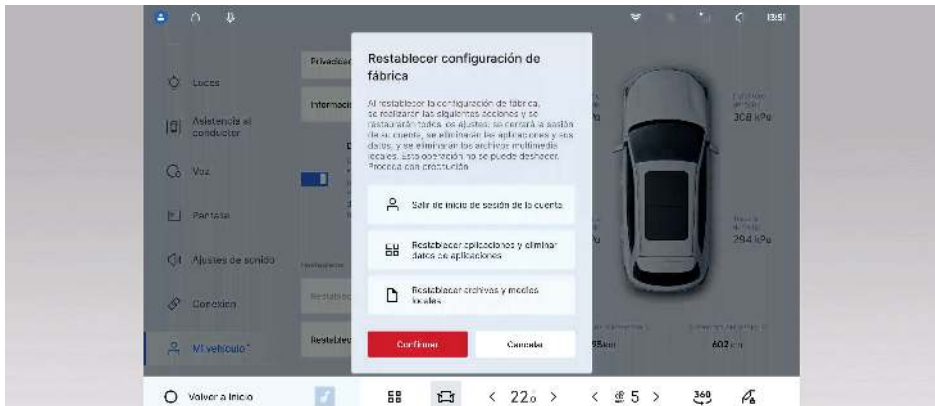 13:51
Restablecer configuración de
fábrica
Al restablecer la configuración de fábrica,
se realizarán las siguientes acciones y se
restaurarán todos los ajustes: se cerrará la sesión
de su cuenta, se eliminarán las aplicaciones y sus
datos, y se eliminarán los archivos multimedia
locales. Esta operación no se puede deshacer.
Proceda con precaución.
Salir de inicio de sesión de la cuenta
Restablecer aplicaciones y eliminar
datos de aplicaciones
Restablecer archivos y medios
locales
Confirmar
Cancelar
Privacidad
Luces
Asistencia al
conductor
Voz
Pantalla
Ajustes de sonido
Conexión
Mi vehículo
308 kPa
294 kPa
602 km
Volver a Inicio
22.
5
360